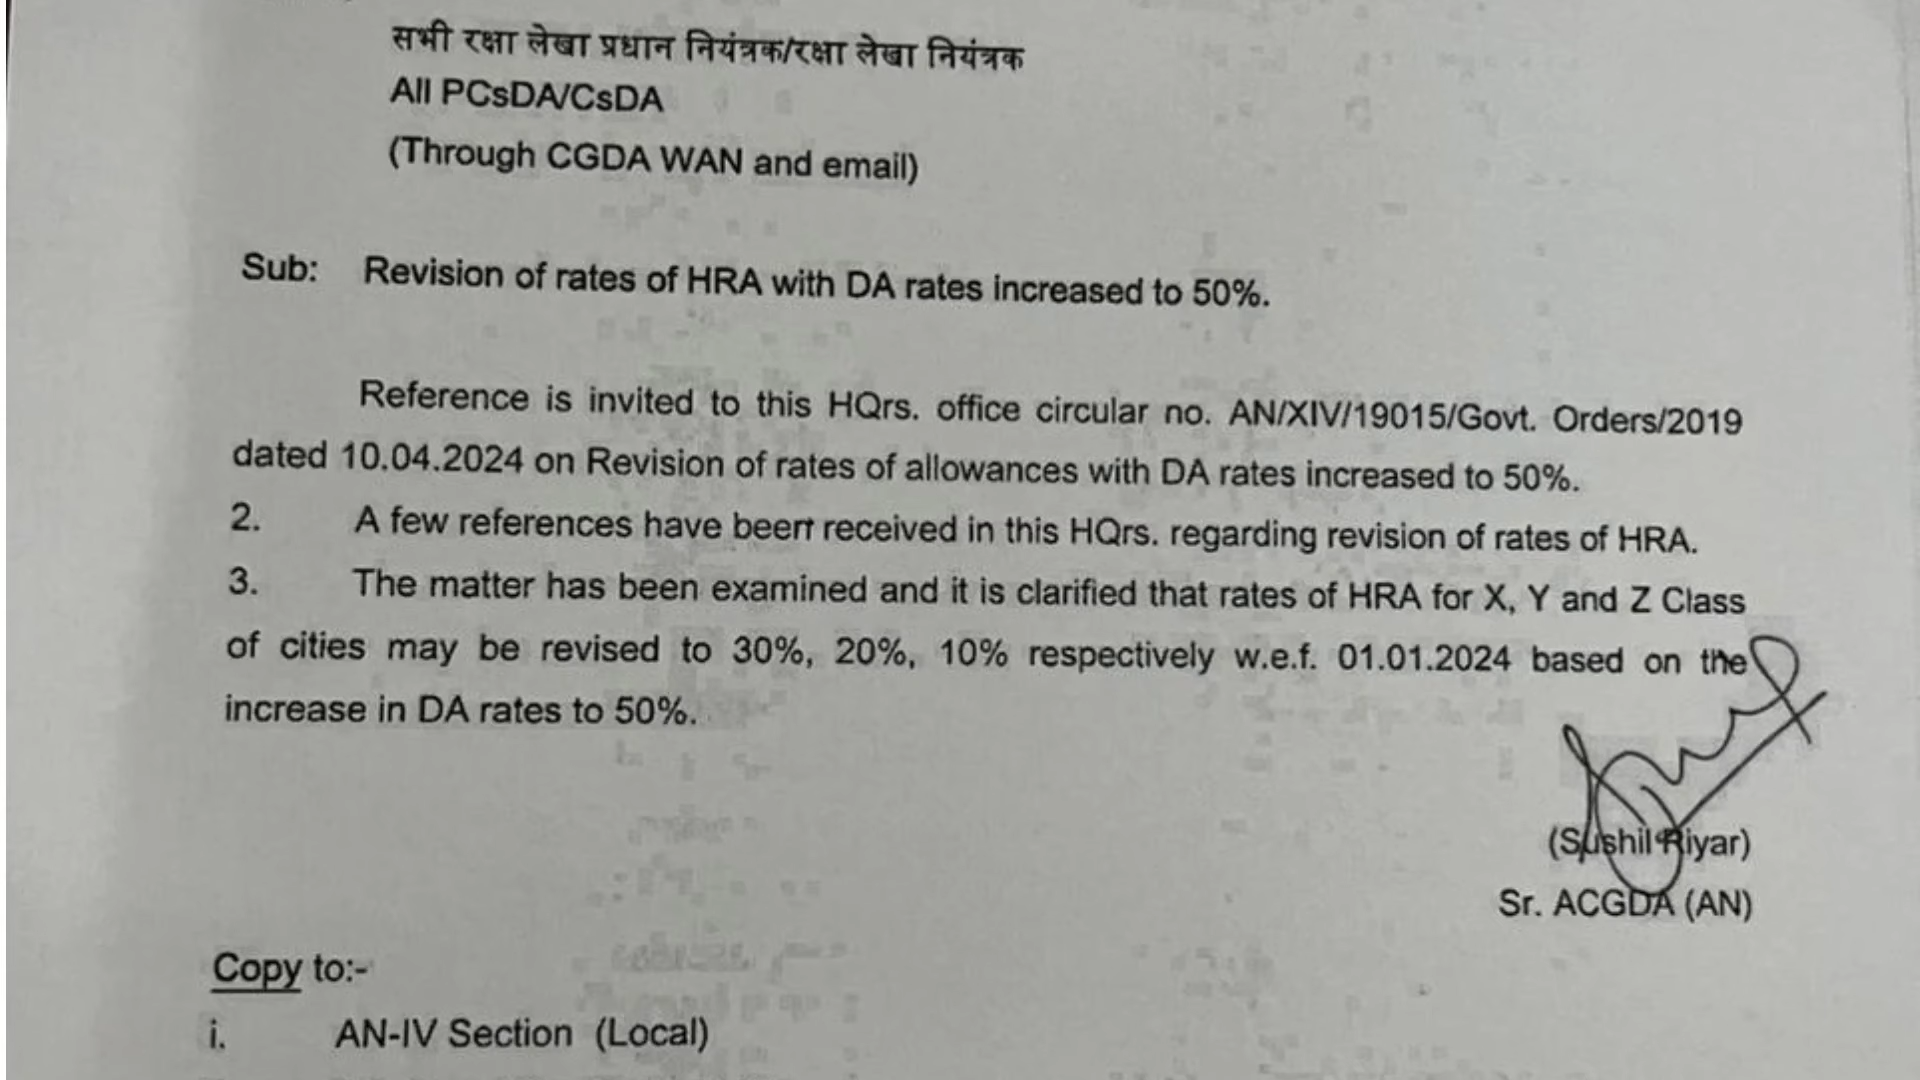 सभी रक्षा लेखा प्रधान नियंत्रक/रक्षा लेखा नियंत्रक
All PCsDA/CsDA
(Through CGDA WAN and email)
Sub: Revision of rates of HRA with DA rates increased to 50%.
Reference is invited to this HQrs. office circular no. AN/XIV/19015/Govt. Orders/2019
dated 10.04.2024 on Revision of rates of allowances with DA rates increased to 50%.
2. A few references have been received in this HQrs. regarding revision of rates of HRA.
3. The matter has been examined and it is clarified that rates of HRA for X, Y and Z Class
of cities may be revised to 30%, 20%, 10% respectively w.e.f. 01.01.2024 based on the
increase in DA rates to 50%.
(Sushil Riyar)
Sr. ACGDA (AN)
Copy to:-
i. AN-IV Section (Local)